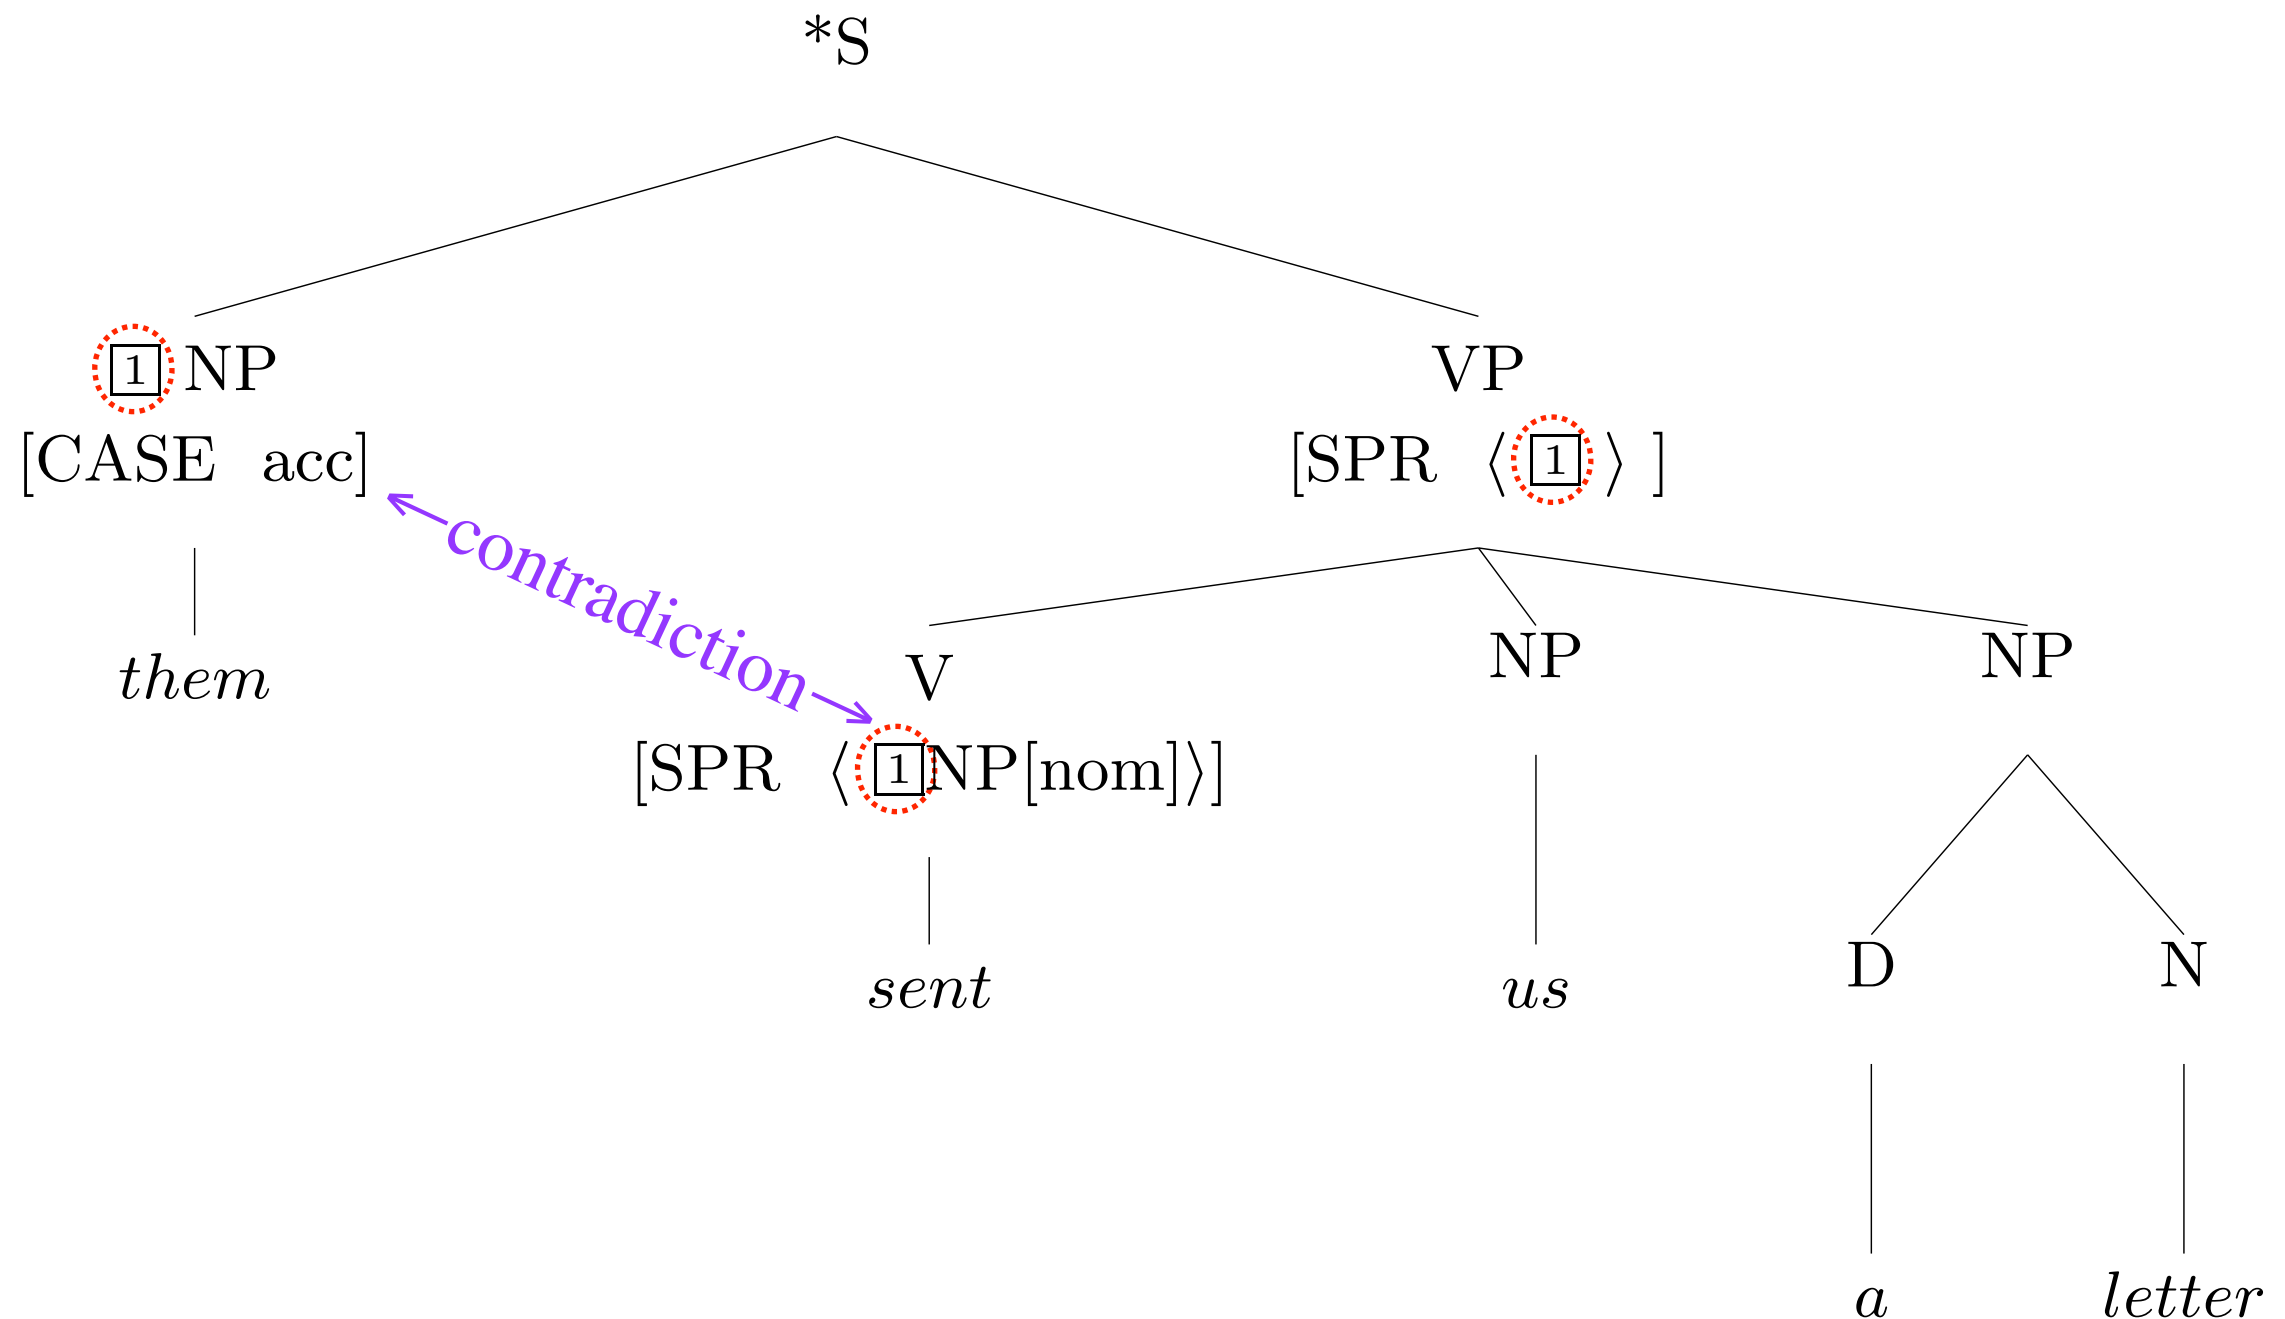 *S
1 NP VP
[CASE acc] [SPR ⟨ 1 ⟩ ]
contradiction
them V NP NP
[SPR ⟨ 1 NP[nom]⟩]
sent us D N
a letter